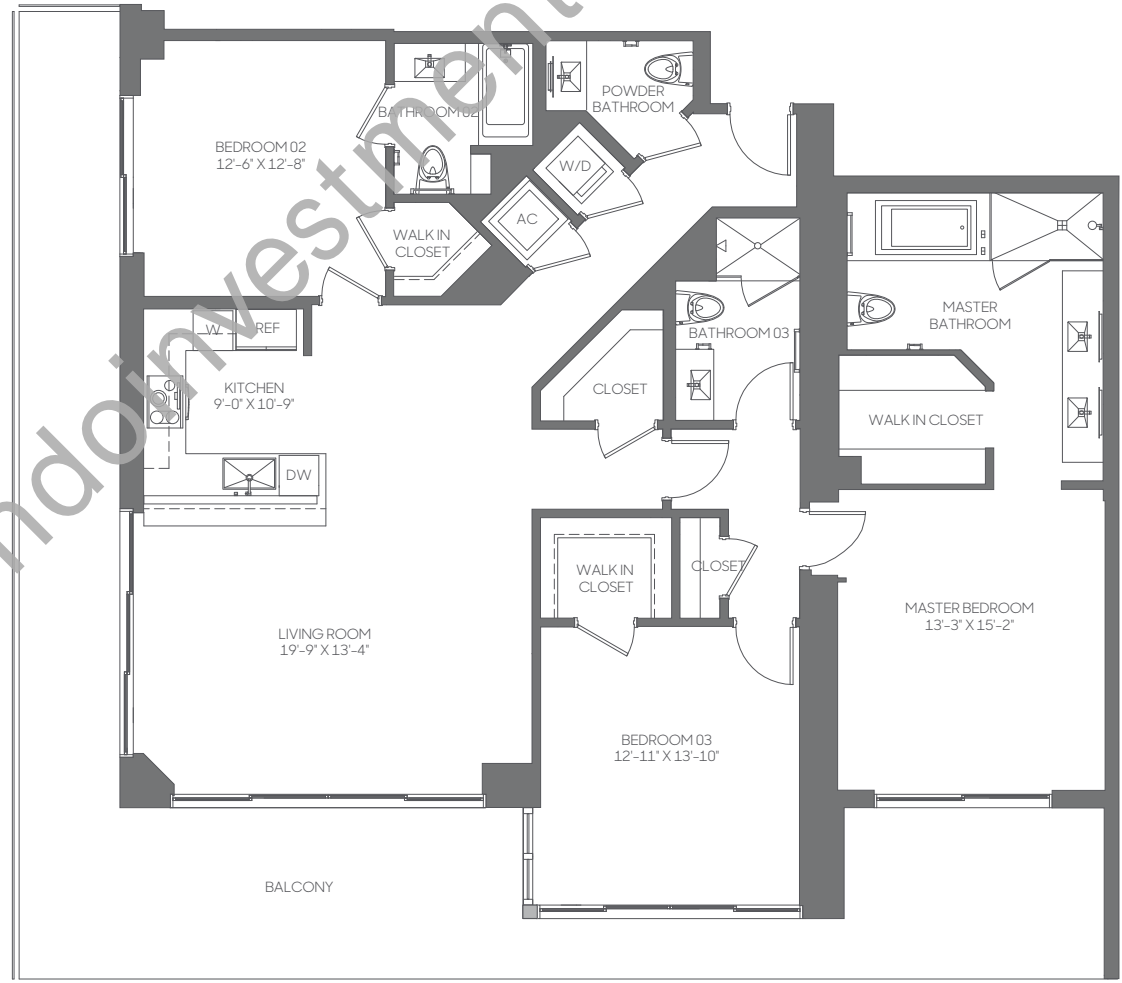 POWDER
BATHROOM
BATHROOM 02
BEDROOM 02
12'-6" X 12'-8"
W/D
AC
WALK IN
CLOSET
MASTER
BATHROOM
W
REF
BATHROOM 03
KITCHEN
9'-0" X 10'-9"
CLOSET
WALK IN CLOSET
DW
WALK IN
CLOSET
CLOSET
MASTER BEDROOM
13'-3" X 15'-2"
LIVING ROOM
19'-9" X 13'-4"
BEDROOM 03
12'-11" X 13'-10"
BALCONY
ndoinvestment